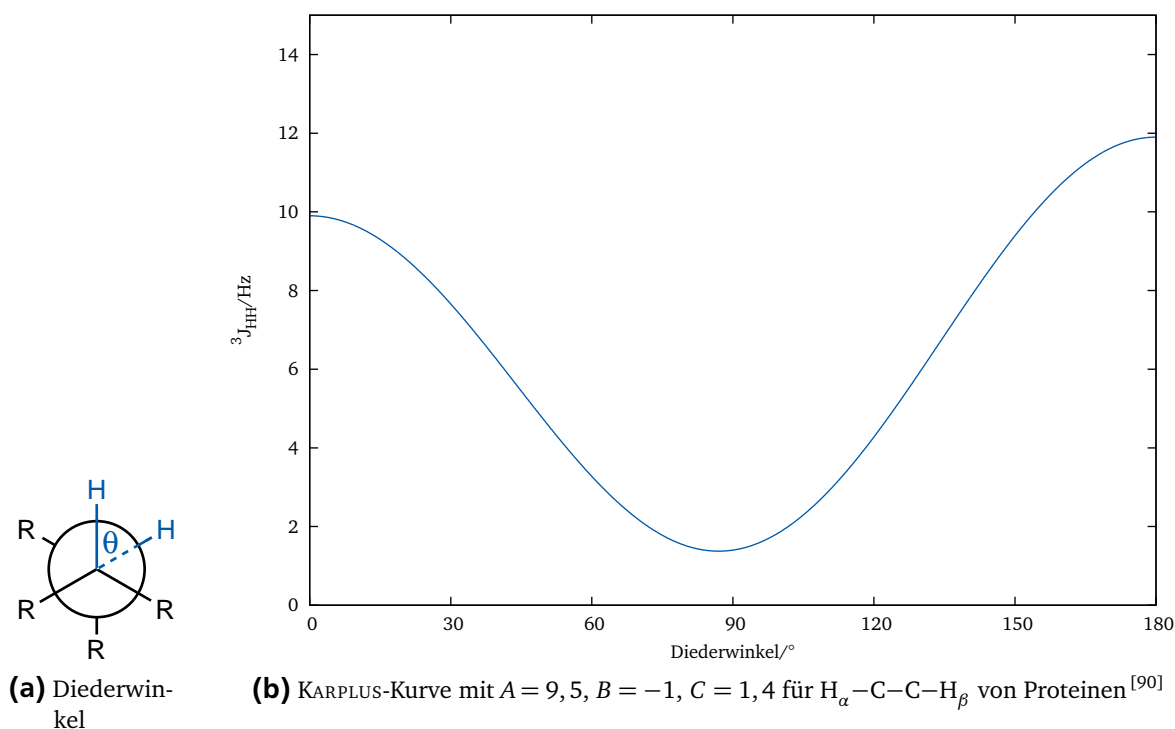 H
R
θ
H
R
R
R
(a) Diederwin-
kel
14
12
10
8
6
4
2
0
³J_HH/Hz
0 30 60 90 120 150 180
Diederwinkel/°
(b) KARPLUS-Kurve mit A = 9, 5, B = −1, C = 1, 4 für H_α−C−C−H_β von Proteinen^[90]